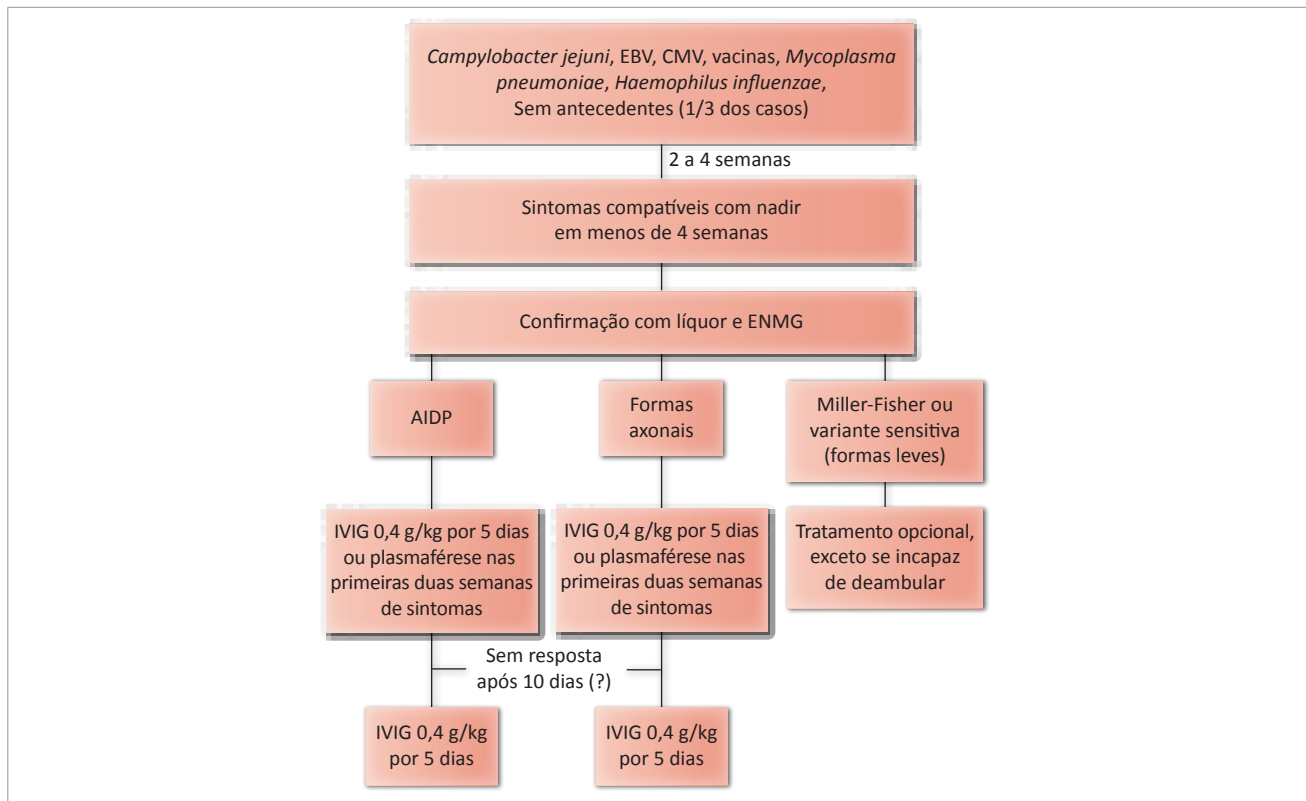 Campylobacter jejuni, EBV, CMV, vacinas, Mycoplasma
pneumoniae, Haemophilus influenzae,
Sem antecedentes (1/3 dos casos)
2 a 4 semanas
Sintomas compatíveis com nadir
em menos de 4 semanas
Confirmação com líquor e ENMG
AIDP
Formas
axonais
Miller-Fisher ou
variante sensitiva
(formas leves)
IVIG 0,4 g/kg por 5 dias
ou plasmaférese nas
primeiras duas semanas
de sintomas
IVIG 0,4 g/kg por 5 dias
ou plasmaférese nas
primeiras duas semanas
de sintomas
Tratamento opcional,
exceto se incapaz
de deambular
Sem resposta
após 10 dias (?)
IVIG 0,4 g/kg
por 5 dias
IVIG 0,4 g/kg
por 5 dias